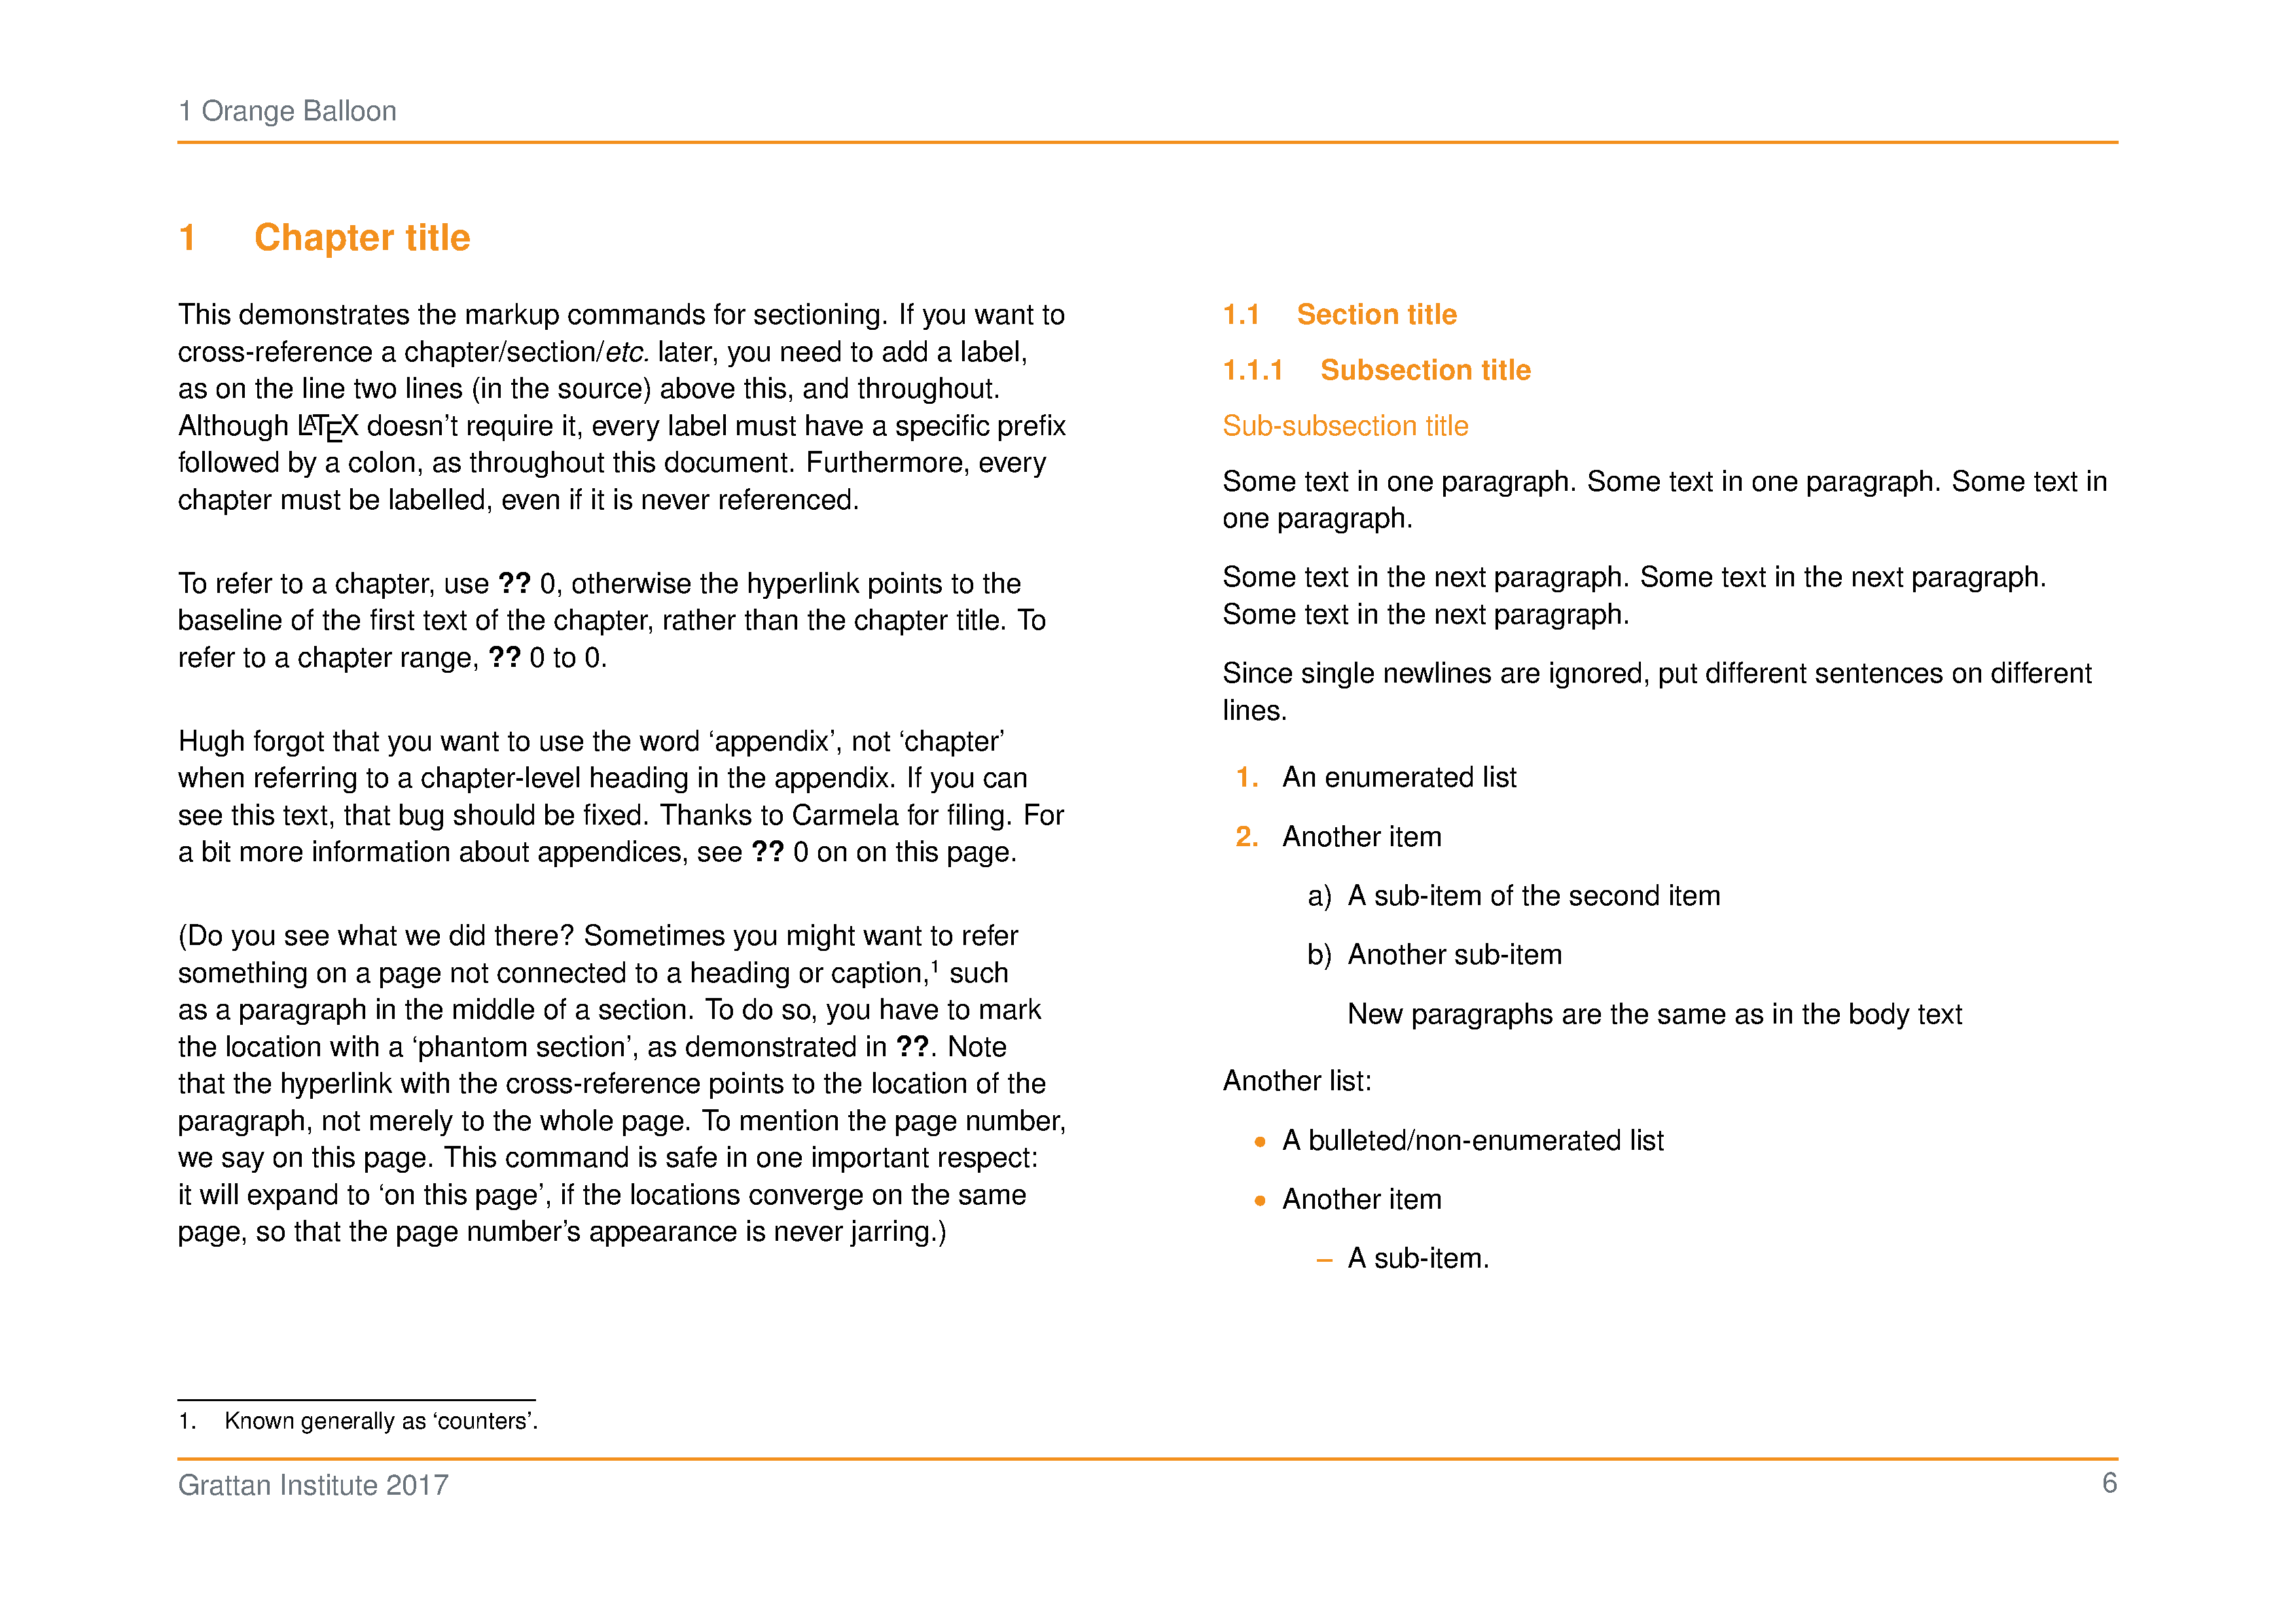 1 Orange Balloon
1 Chapter title
This demonstrates the markup commands for sectioning. If you want to
cross-reference a chapter/section/etc. later, you need to add a label,
as on the line two lines (in the source) above this, and throughout.
Although LATEX doesn’t require it, every label must have a specific prefix
followed by a colon, as throughout this document. Furthermore, every
chapter must be labelled, even if it is never referenced.
To refer to a chapter, use ?? 0, otherwise the hyperlink points to the
baseline of the first text of the chapter, rather than the chapter title. To
refer to a chapter range, ?? 0 to 0.
Hugh forgot that you want to use the word ‘appendix’, not ‘chapter’
when referring to a chapter-level heading in the appendix. If you can
see this text, that bug should be fixed. Thanks to Carmela for filing. For
a bit more information about appendices, see ?? 0 on on this page.
(Do you see what we did there? Sometimes you might want to refer
something on a page not connected to a heading or caption,¹ such
as a paragraph in the middle of a section. To do so, you have to mark
the location with a ‘phantom section’, as demonstrated in ??. Note
that the hyperlink with the cross-reference points to the location of the
paragraph, not merely to the whole page. To mention the page number,
we say on this page. This command is safe in one important respect:
it will expand to ‘on this page’, if the locations converge on the same
page, so that the page number’s appearance is never jarring.)
1. Known generally as ‘counters’.
1.1 Section title
1.1.1 Subsection title
Sub-subsection title
Some text in one paragraph. Some text in one paragraph. Some text in
one paragraph.
Some text in the next paragraph. Some text in the next paragraph.
Some text in the next paragraph.
Since single newlines are ignored, put different sentences on different
lines.
1. An enumerated list
2. Another item
a) A sub-item of the second item
b) Another sub-item
New paragraphs are the same as in the body text
Another list:
• A bulleted/non-enumerated list
• Another item
– A sub-item.
Grattan Institute 2017
6